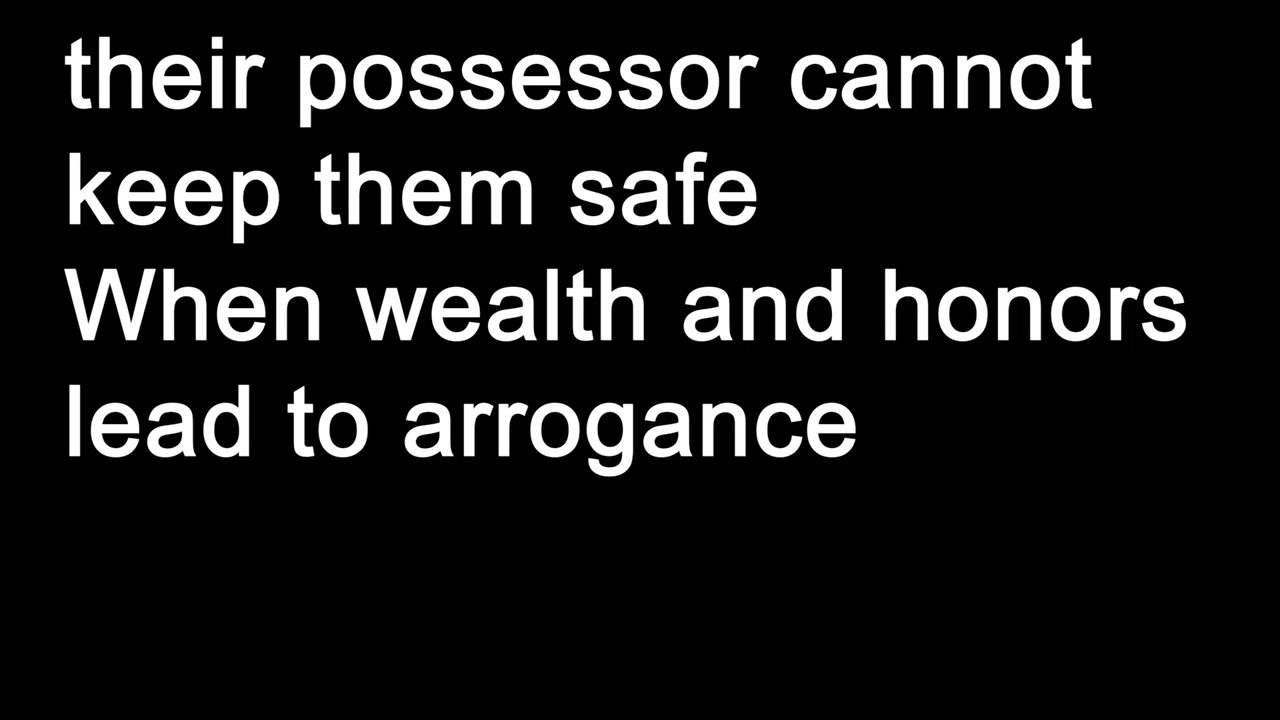 their possessor cannot
keep them safe
When wealth and honors
lead to arrogance